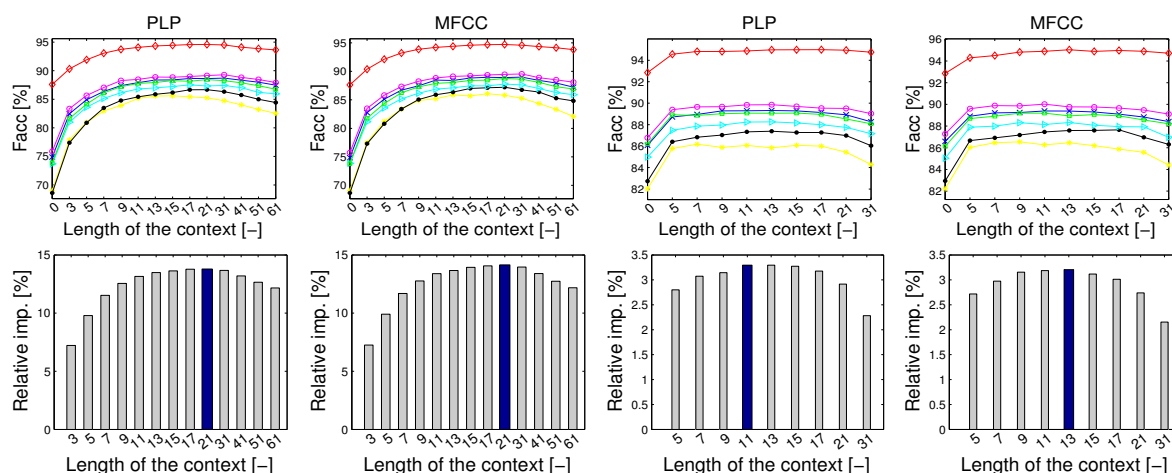 PLP
MFCC
PLP
MFCC
Facc [%]
95
90
85
80
75
70
0 3 5 7 9 11 13 15 17 21 31 41 51 61
Length of the context [–]
Facc [%]
95
90
85
80
75
70
0 3 5 7 9 11 13 15 17 21 31 41 51 61
Length of the context [–]
Facc [%]
94
92
90
88
86
84
82
0 5 7 9 11 13 15 17 21 31
Length of the context [–]
Facc [%]
96
94
92
90
88
86
84
82
0 5 7 9 11 13 15 17 21 31
Length of the context [–]
Relative imp. [%]
15
10
5
0
3 5 7 9 11 13 15 17 21 31 41 51 61
Length of the context [–]
Relative imp. [%]
15
10
5
0
3 5 7 9 11 13 15 17 21 31 41 51 61
Length of the context [–]
Relative imp. [%]
3.5
3
2.5
2
1.5
1
0.5
0
5 7 9 11 13 15 17 21 31
Length of the context [–]
Relative imp. [%]
3.5
3
2.5
2
1.5
1
0.5
0
5 7 9 11 13 15 17 21 31
Length of the context [–]